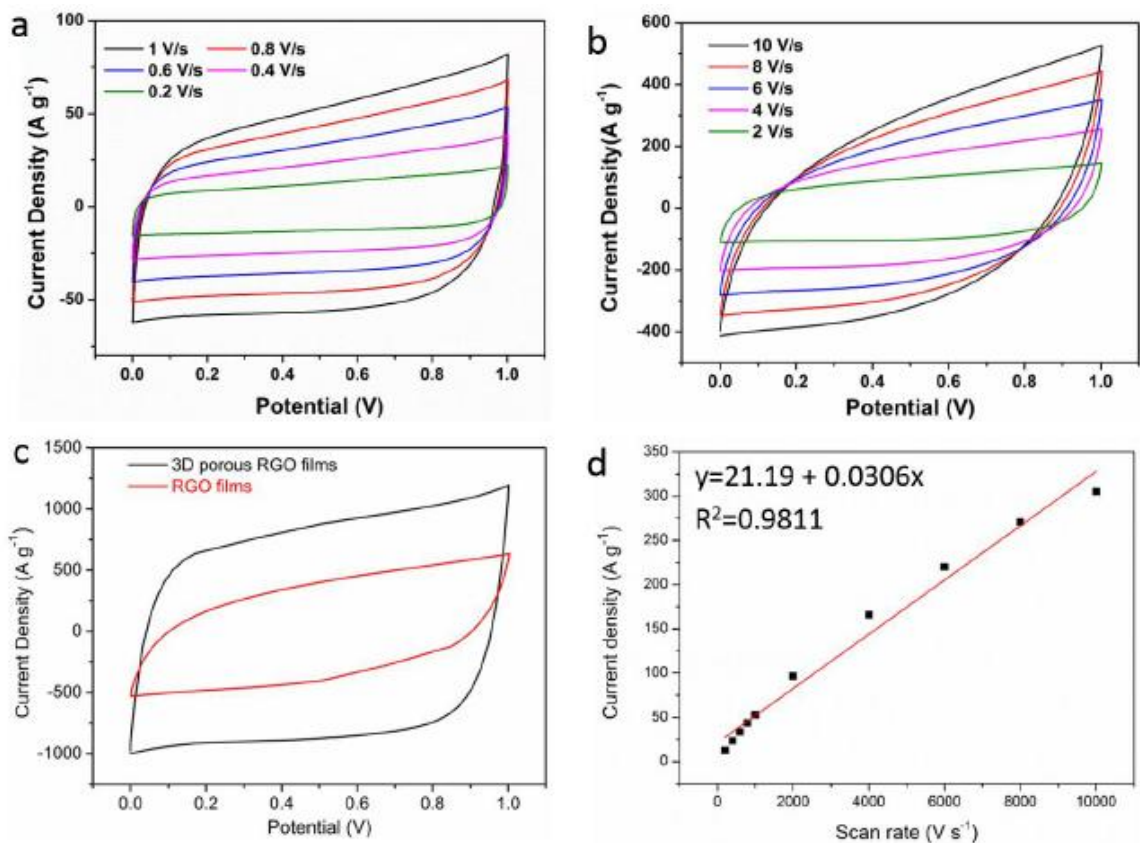 a
1 V/s 0.8 V/s
0.6 V/s 0.4 V/s
0.2 V/s
Current Density (A g⁻¹)
100
50
0
-50
0.0 0.2 0.4 0.6 0.8 1.0
Potential (V)
b
10 V/s
8 V/s
6 V/s
4 V/s
2 V/s
Current Density(A g⁻¹)
600
400
200
0
-200
-400
0.0 0.2 0.4 0.6 0.8 1.0
Potential (V)
c
3D porous RGO films
RGO films
Current Density (A g⁻¹)
1500
1000
500
0
-500
-1000
0.0 0.2 0.4 0.6 0.8 1.0
Potential (V)
d
y=21.19 + 0.0306x
R²=0.9811
Current density (A g⁻¹)
350
300
250
200
150
100
50
0
0 2000 4000 6000 8000 10000
Scan rate (V s⁻¹)